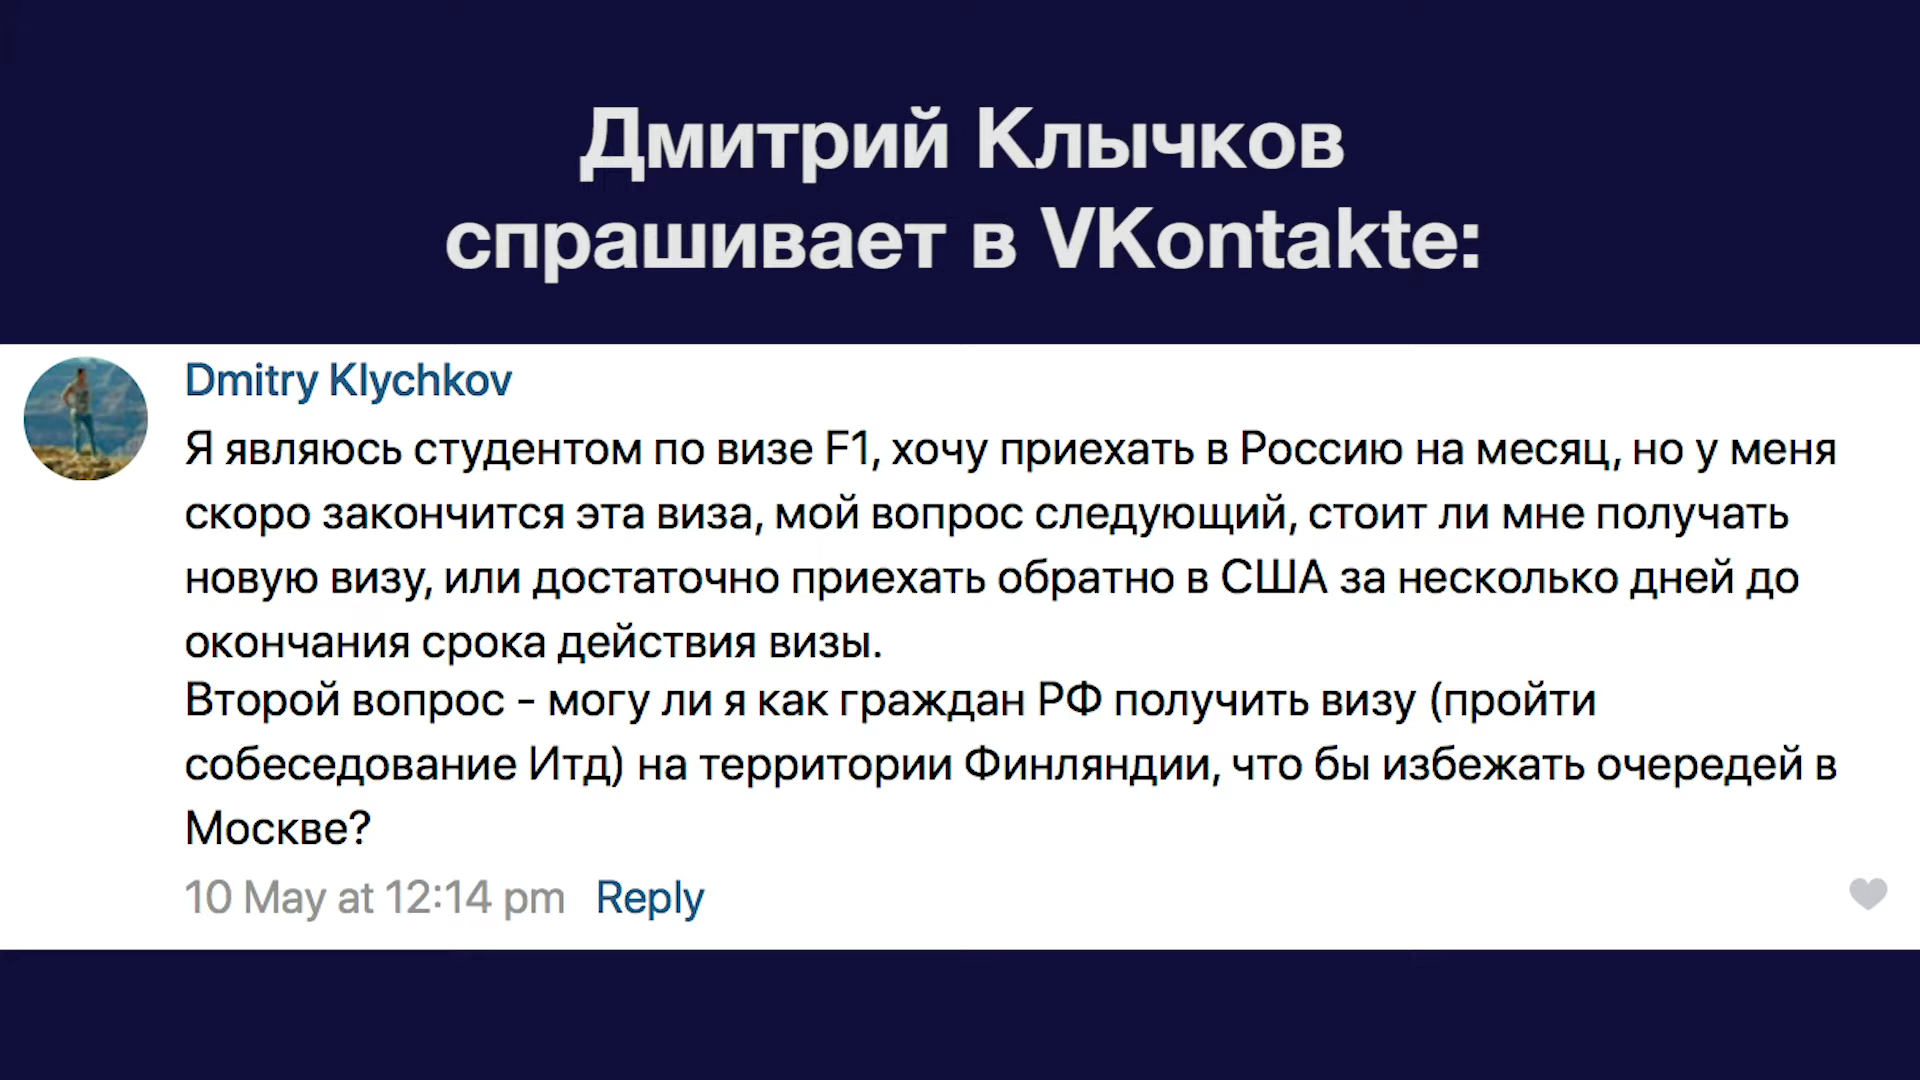 Дмитрий Клычков
спрашивает в VKontakte:
Dmitry Klychkov
Я являюсь студентом по визе F1, хочу приехать в Россию на месяц, но у меня
скоро закончится эта виза, мой вопрос следующий, стоит ли мне получать
новую визу, или достаточно приехать обратно в США за несколько дней до
окончания срока действия визы.
Второй вопрос - могу ли я как граждан РФ получить визу (пройти
собеседование Итд) на территории Финляндии, что бы избежать очередей в
Москве?
10 May at 12:14 pm Reply